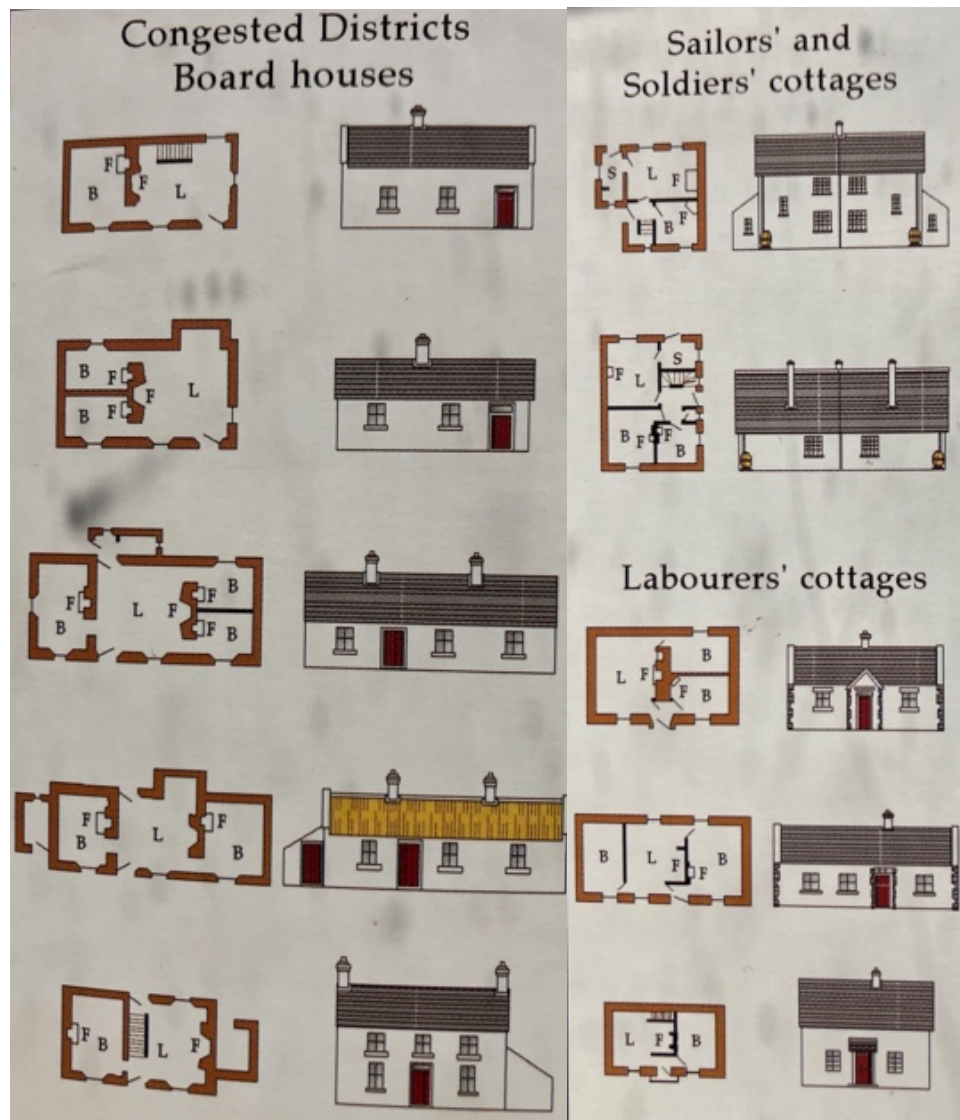 Congested Districts
Board houses
F
B F L
B F
F L
B F
F B
F L F
B F B
F F
B L B
F B L F
Sailors' and
Soldiers' cottages
S L F
B F
S
F L
B F F B
Labourers' cottages
B
L F
F B
B L F F B
L F B